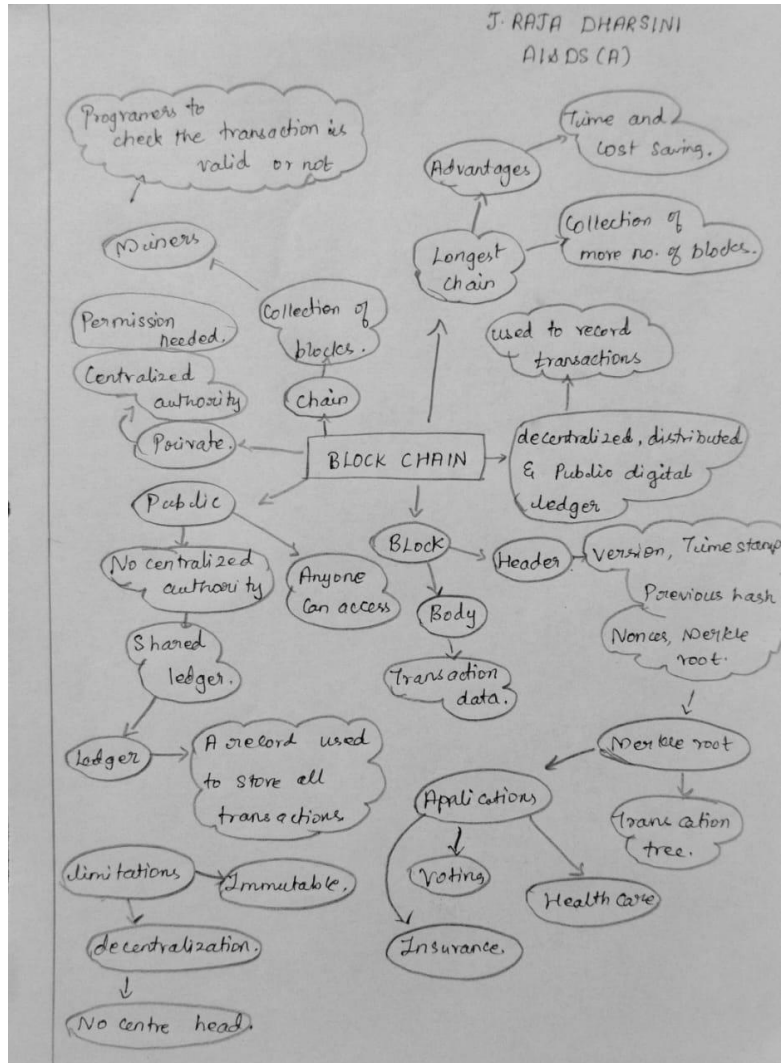 J. RAJA DHARSINI
AI&DS (A)
Programers to
check the transaction is
valid or not
Miners
Collection of
blocks.
Chain
Time and
cost saving.
Advantages
Longest
chain
Collection of
more no. of blocks.
used to record
transactions
Permission
needed.
Centralized
authority
Private.
BLOCK CHAIN
decentralized, distributed
& Public digital
ledger
Public
No centralized
authority
Anyone
Can access
Shared
ledger.
Ledger
A record used
to store all
transactions.
Block
Header
Version, Time stamp
Previous hash
Nonces, Merkle
root.
Body
Transaction
data.
Merkle root
Transcation
tree.
Applications
Voting
Health Care
Insurance.
limitations
Immutable.
decentralization.
No centre head.